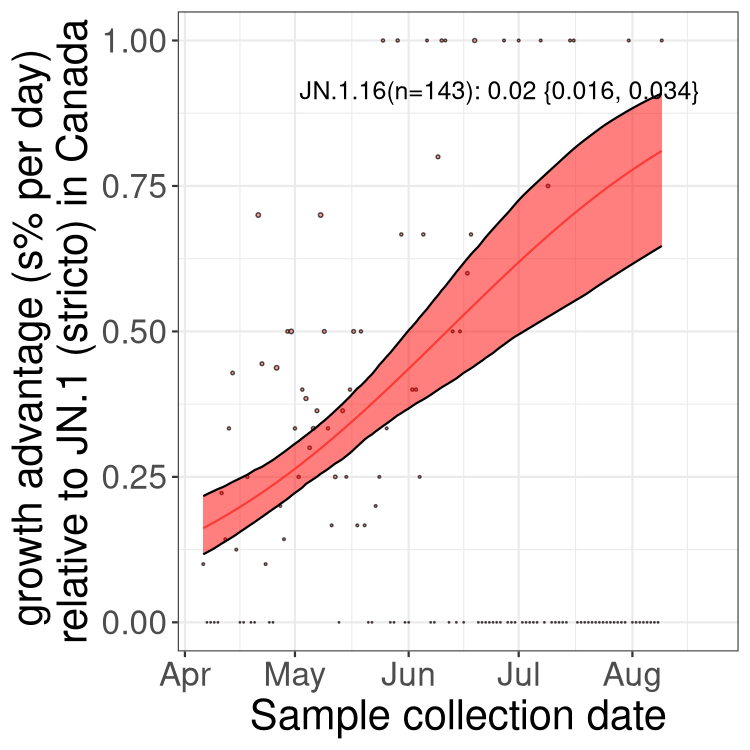 growth advantage (s% per day)
relative to JN.1 (stricto) in Canada
1.00
0.75
0.50
0.25
0.00
JN.1.16(n=143): 0.02 {0.016, 0.034}
Apr May Jun Jul Aug
Sample collection date